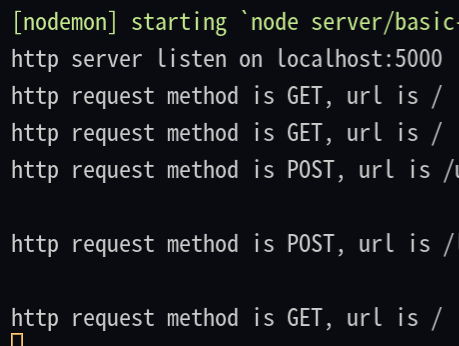 [nodemon] starting `node server/basic-
http server listen on localhost:5000
http request method is GET, url is /
http request method is GET, url is /
http request method is POST, url is /u
http request method is POST, url is /
http request method is GET, url is /